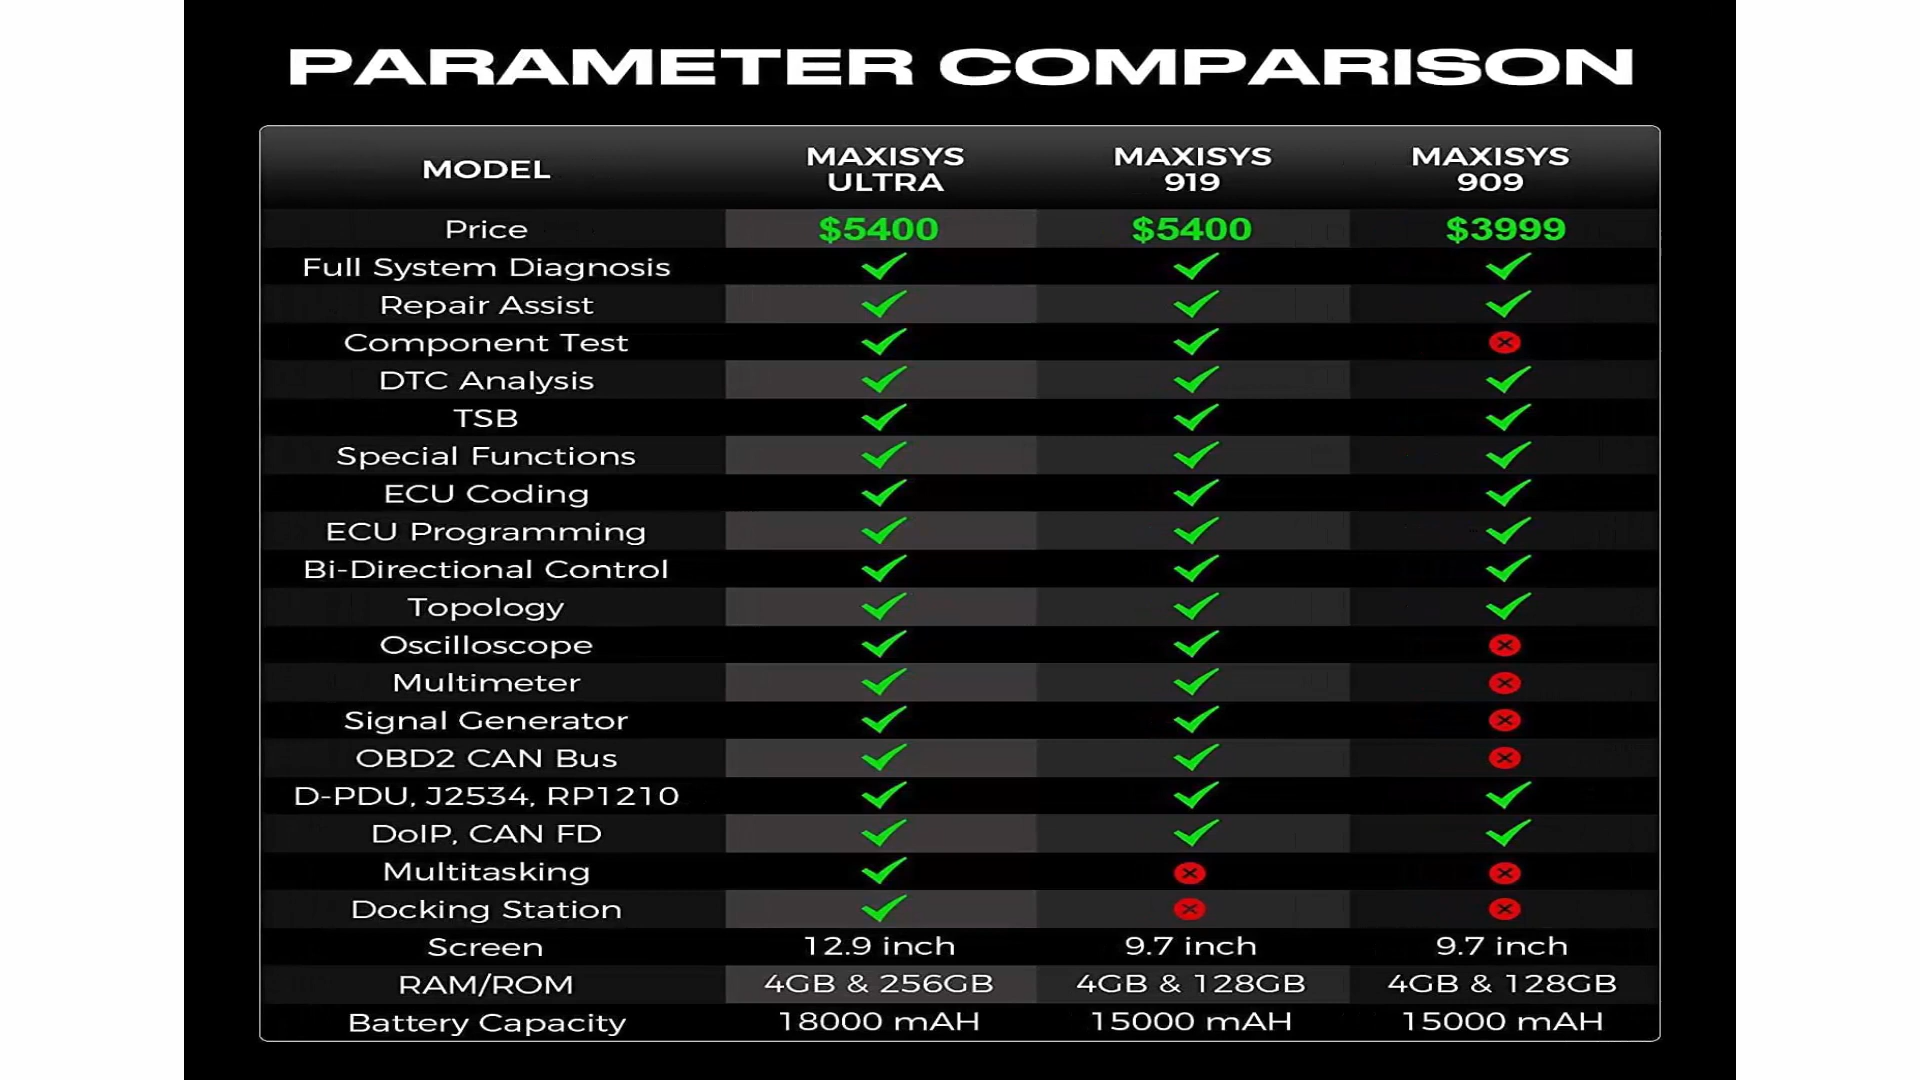 PARAMETER COMPARISON
MODEL
MAXISYS
ULTRA
MAXISYS
919
MAXISYS
909
Price $5400 $5400 $3999
Full System Diagnosis
Repair Assist
Component Test
DTC Analysis
TSB
Special Functions
ECU Coding
ECU Programming
Bi-Directional Control
Topology
Oscilloscope
Multimeter
Signal Generator
OBD2 CAN Bus
D-PDU, J2534, RP1210
DoIP, CAN FD
Multitasking
Docking Station
Screen 12.9 inch 9.7 inch 9.7 inch
RAM/ROM 4GB & 256GB 4GB & 128GB 4GB & 128GB
Battery Capacity 18000 mAH 15000 mAH 15000 mAH